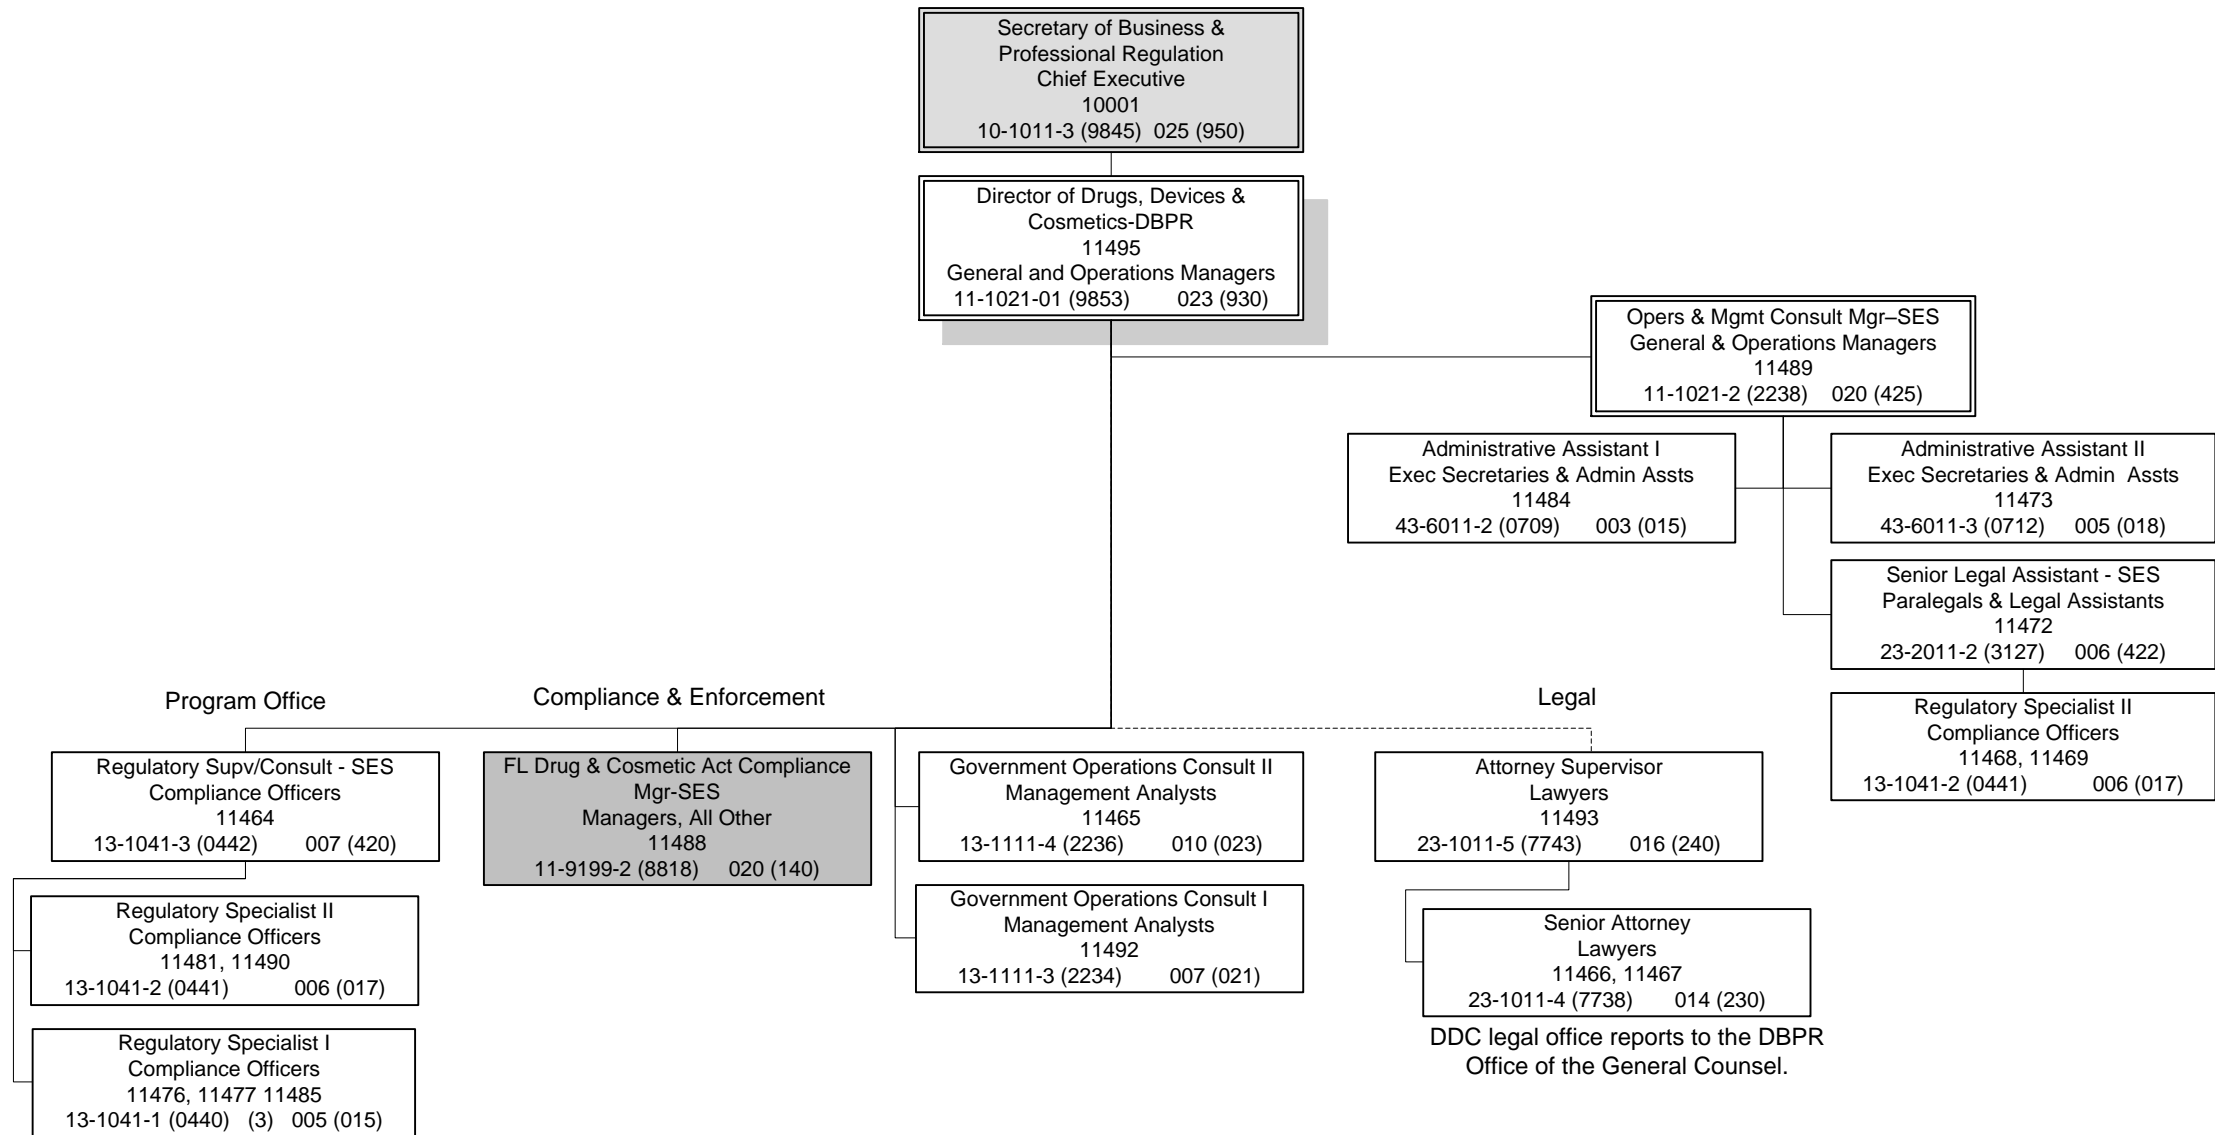 Secretary of Business &
Professional Regulation
Chief Executive
10001
10-1011-3 (9845) 025 (950)
Director of Drugs, Devices &
Cosmetics-DBPR
11495
General and Operations Managers
11-1021-01 (9853) 023 (930)
Opers & Mgmt Consult Mgr–SES
General & Operations Managers
11489
11-1021-2 (2238) 020 (425)
Administrative Assistant I
Exec Secretaries & Admin Assts
11484
43-6011-2 (0709) 003 (015)
Administrative Assistant II
Exec Secretaries & Admin Assts
11473
43-6011-3 (0712) 005 (018)
Senior Legal Assistant - SES
Paralegals & Legal Assistants
11472
23-2011-2 (3127) 006 (422)
Regulatory Specialist II
Compliance Officers
11468, 11469
13-1041-2 (0441) 006 (017)
Program Office
Regulatory Supv/Consult - SES
Compliance Officers
11464
13-1041-3 (0442) 007 (420)
Regulatory Specialist II
Compliance Officers
11481, 11490
13-1041-2 (0441) 006 (017)
Regulatory Specialist I
Compliance Officers
11476, 11477 11485
13-1041-1 (0440) (3) 005 (015)
Compliance & Enforcement
FL Drug & Cosmetic Act Compliance
Mgr-SES
Managers, All Other
11488
11-9199-2 (8818) 020 (140)
Government Operations Consult II
Management Analysts
11465
13-1111-4 (2236) 010 (023)
Government Operations Consult I
Management Analysts
11492
13-1111-3 (2234) 007 (021)
Legal
Attorney Supervisor
Lawyers
11493
23-1011-5 (7743) 016 (240)
Senior Attorney
Lawyers
11466, 11467
23-1011-4 (7738) 014 (230)
DDC legal office reports to the DBPR
Office of the General Counsel.